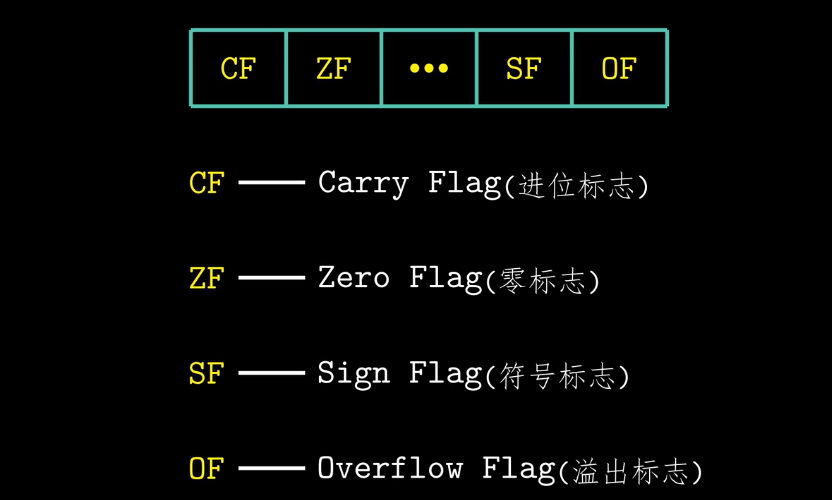 CF ZF ••• SF OF
CF —— Carry Flag(进位标志)
ZF —— Zero Flag(零标志)
SF —— Sign Flag(符号标志)
OF —— Overflow Flag(溢出标志)